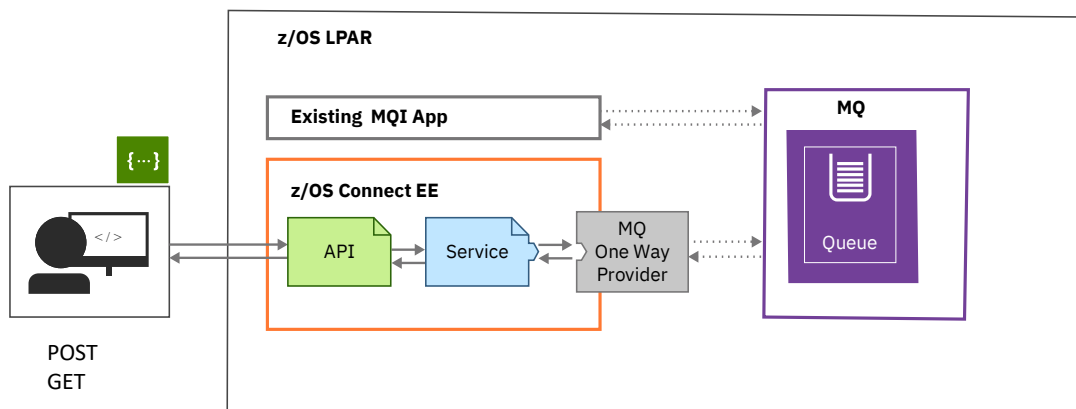 z/OS LPAR
Existing MQI App
MQ
{...}
z/OS Connect EE
</>
API
Service
MQ
One Way
Provider
Queue
POST
GET